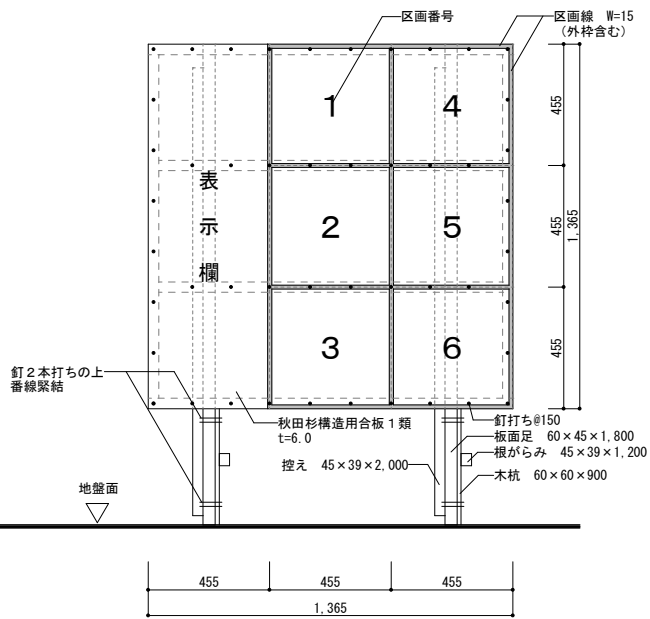 区画番号
区画線 W=15
(外枠含む)
1
4
455
表
示
欄
2
5
455
1,365
3
6
455
釘2本打ちの上
番線緊結
秋田杉構造用合板1類
t=6.0
釘打ち@150
板面足 60×45×1,800
根がらみ 45×39×1,200
控え 45×39×2,000
木杭 60×60×900
地盤面
455
455
455
1,365